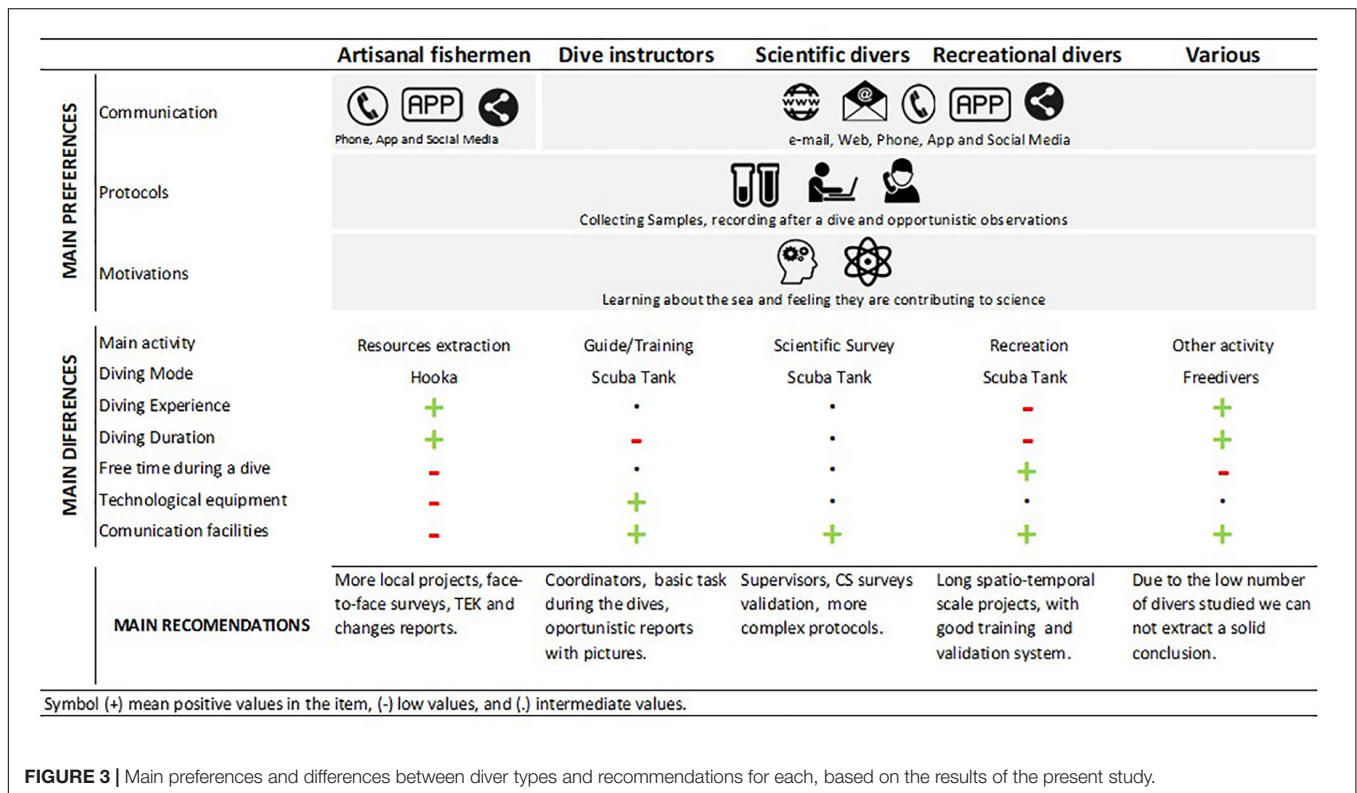 Artisanal fishermen Dive instructors Scientific divers Recreational divers Various
MAIN PREFERENCES
Communication
APP
www
@
APP
Phone, App and Social Media
e-mail, Web, Phone, App and Social Media
Protocols
Collecting Samples, recording after a dive and opportunistic observations
Motivations
Learning about the sea and feeling they are contributing to science
MAIN DIFERENCES
Main activity Resources extraction Guide/Training Scientific Survey Recreation Other activity
Diving Mode Hooka Scuba Tank Scuba Tank Scuba Tank Freedivers
Diving Experience + · · - +
Diving Duration + - · - +
Free time during a dive - · · + -
Technological equipment - + · · ·
Comunication facilities - + + + +
MAIN RECOMENDATIONS
More local projects, face-
to-face surveys, TEK and
changes reports.
Coordinators, basic task
during the dives,
oportunistic reports
with pictures.
Supervisors, CS surveys
validation, more
complex protocols.
Long spatio-temporal
scale projects, with
good training and
validation system.
Due to the low number
of divers studied we can
not extract a solid
conclusion.
Symbol (+) mean positive values in the item, (-) low values, and (.) intermediate values.
FIGURE 3 | Main preferences and differences between diver types and recommendations for each, based on the results of the present study.